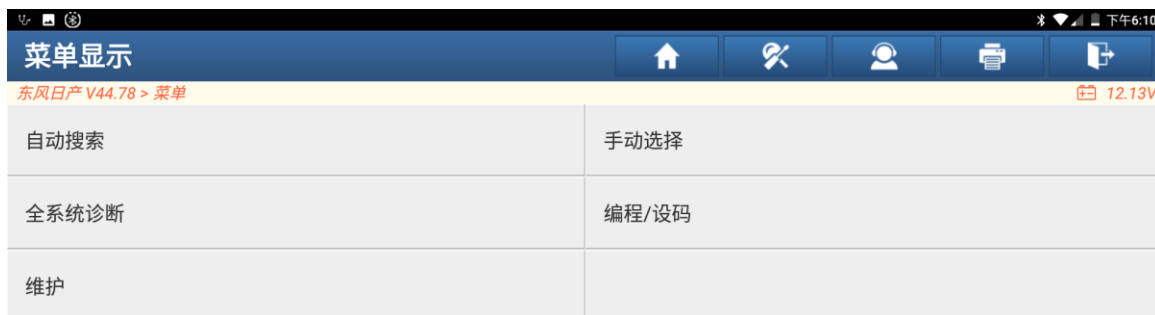 下午6:10
菜单显示
东风日产 V44.78 > 菜单 12.13V
自动搜索 手动选择
全系统诊断 编程/设码
维护